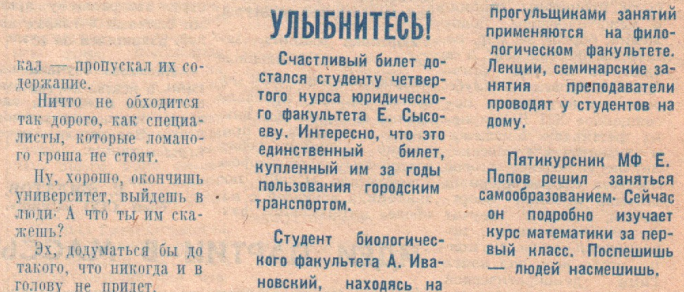 кал — пропускал их со-
держание.
Ничто не обходится
так дорого, как специа-
листы, которые ломано-
го гроша не стоят.
Ну, хорошо, окончишь
университет, выйдешь в
люди. А что ты им ска-
жешь?
Эх, додуматься бы до
такого, что никогда и в
голову не придет.
УЛЫБНИТЕСЬ!
Счастливый билет до-
стался студенту четвер-
того курса юридическо-
го факультета Е. Сысо-
еву. Интересно, что это
единственный билет,
купленный им за годы
пользования городским
транспортом.
Студент биологичес-
кого факультета А. Ива-
новский, находясь на
прогульщиками занятий
применяются на фило-
логическом факультете.
Лекции, семинарские за-
нятия преподаватели
проводят у студентов на
дому.
Пятикурсник МФ Е.
Попов решил заняться
самообразованием. Сейчас
он подробно изучает
курс математики за пер-
вый класс. Поспешишь
— людей насмешишь.